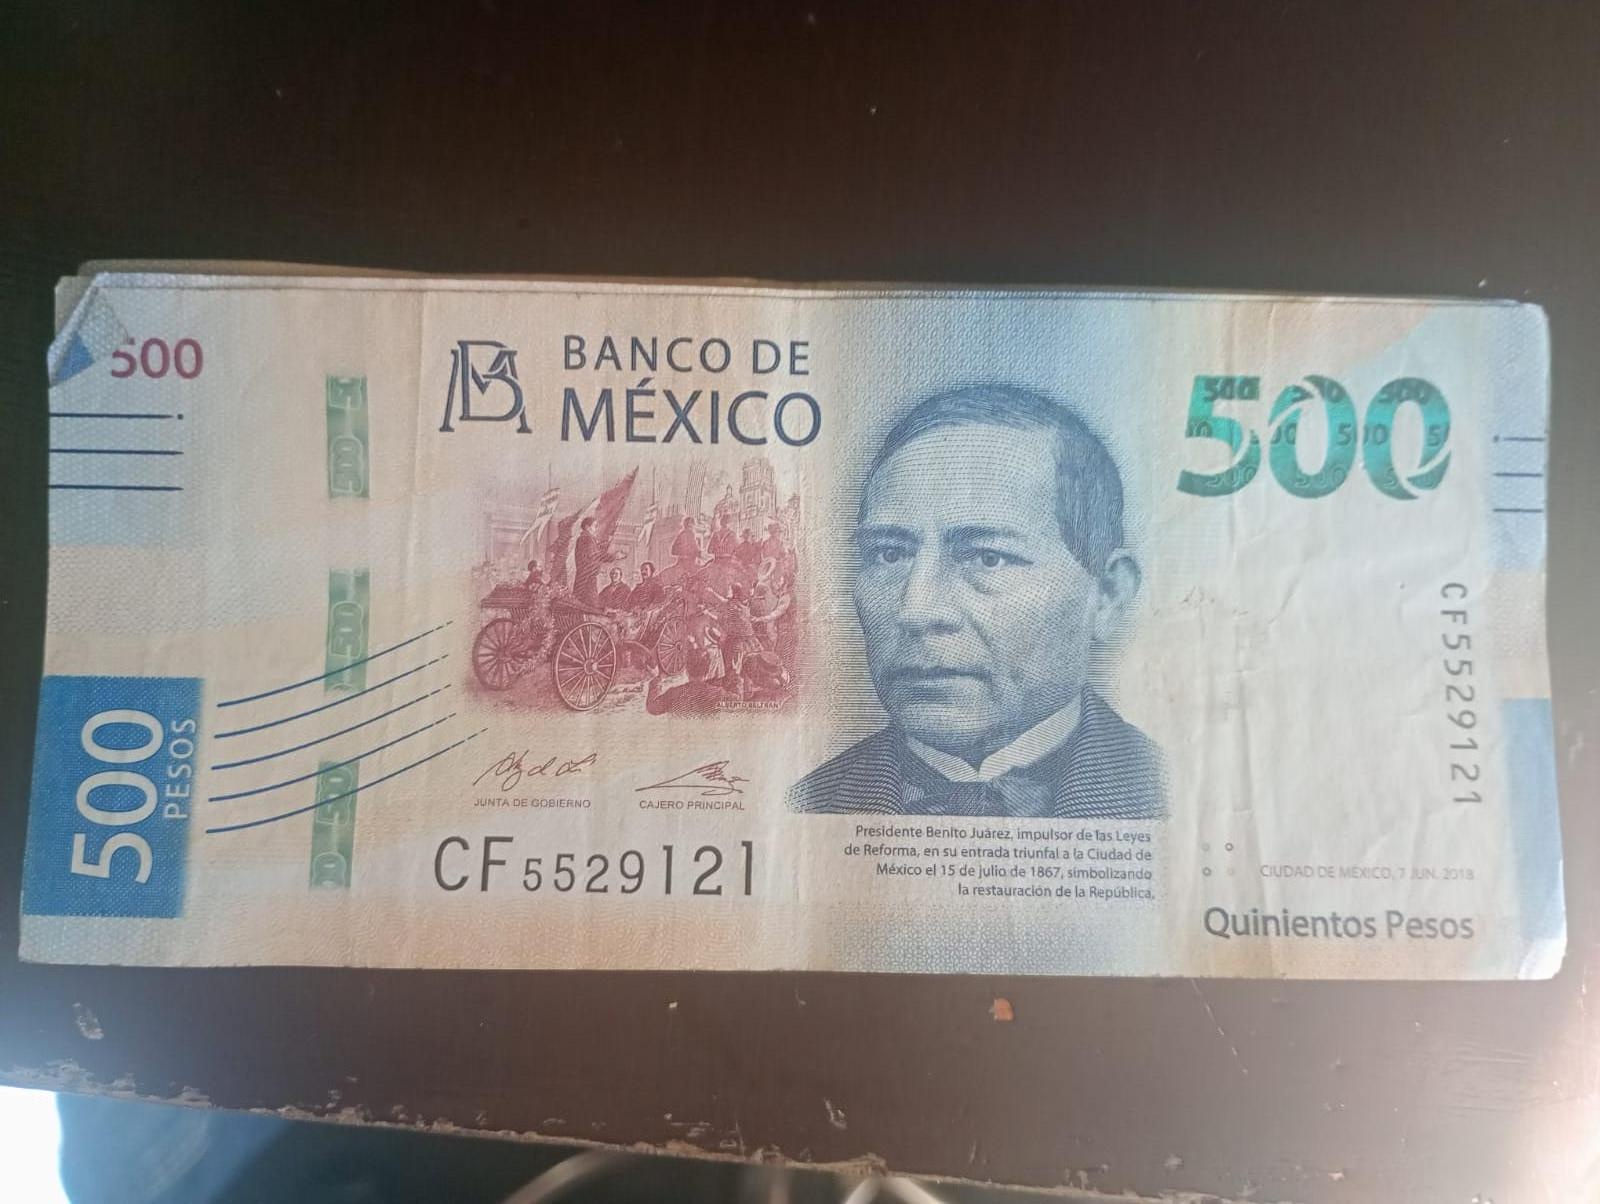 500
BANCO DE
MÉXICO
500
ALBERTO BELTRÁN
500
PESOS
JUNTA DE GOBIERNO
CAJERO PRINCIPAL
CF5529121
Presidente Benito Juárez, impulsor de las Leyes
de Reforma, en su entrada triunfal a la Ciudad de
México el 15 de julio de 1867, simbolizando
la restauración de la República.
CF5529121
CIUDAD DE MÉXICO, 7 JUN. 2018
Quinientos Pesos